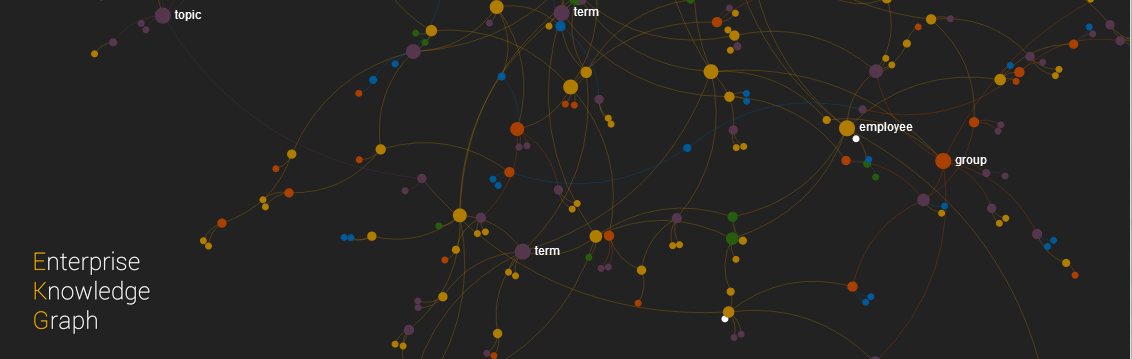 topic
term
employee
group
term
Enterprise
Knowledge
Graph